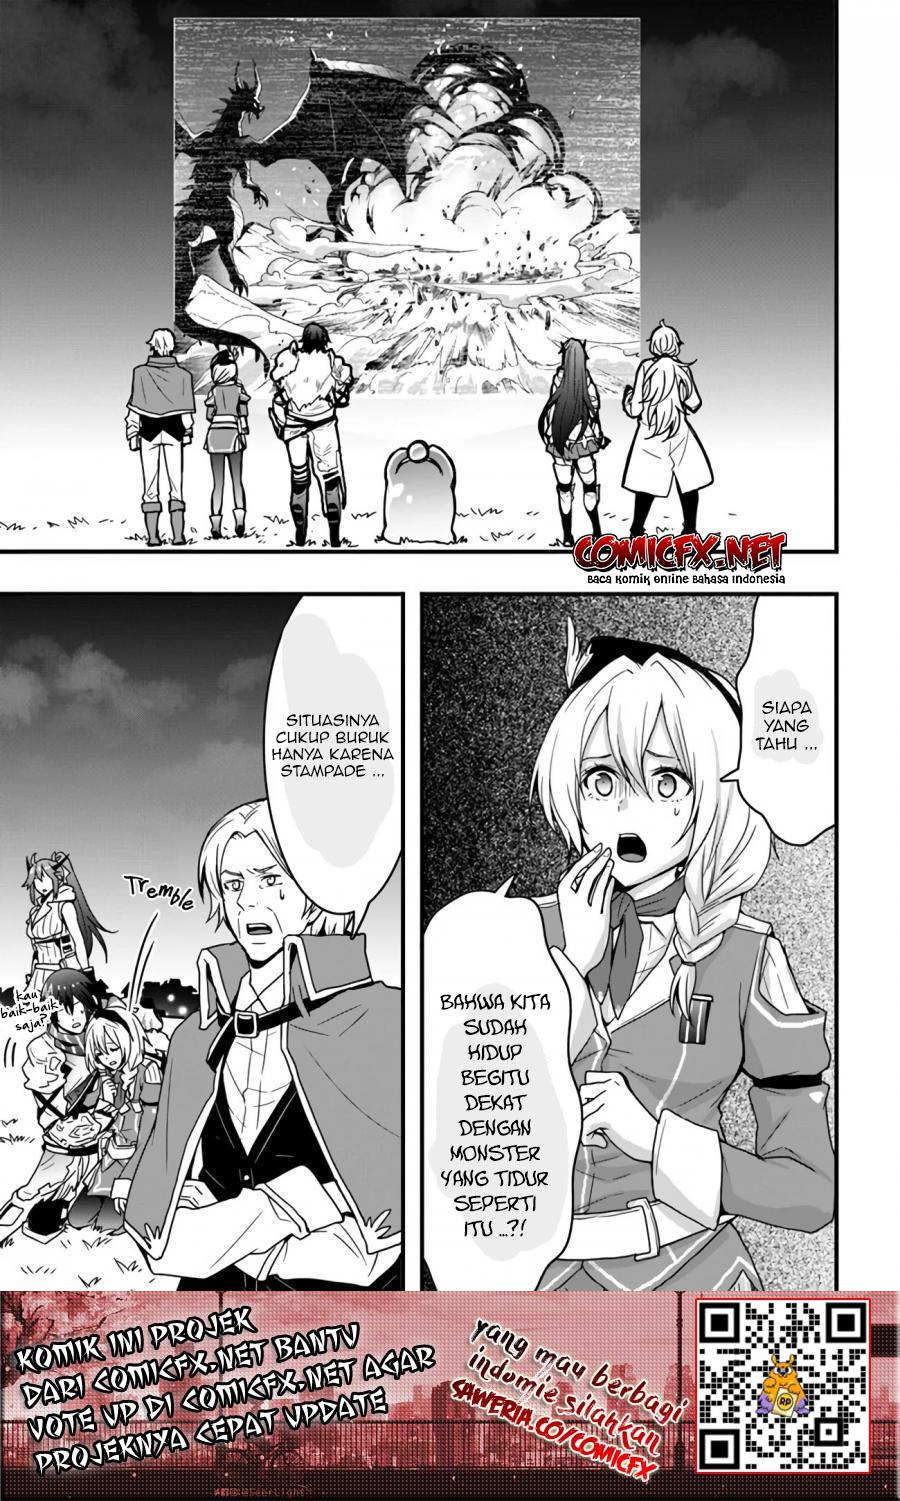 COMICFX.NET
Baca Komik Online Bahasa Indonesia
SIAPA
YANG
TAHU ...
BAHWA KITA
SUDAH
HIDUP
BEGITU
DEKAT
DENGAN
MONSTER
YANG TIDUR
SEPERTI
ITU ...?!
SITUASINYA
CUKUP BURUK
HANYA KARENA
STAMPADE ...
Tremble
kau
baik-baik
saja?
KOMIK INI PROJEK
DARI COMICFX.NET BANTU
VOTE UP DI COMICFX.NET AGAR
PROJEKNYA CEPAT UPDATE
yang mau berbagi
indomie silahkan
SAWERIA.CO/COMICFX
RP
@SeerLight